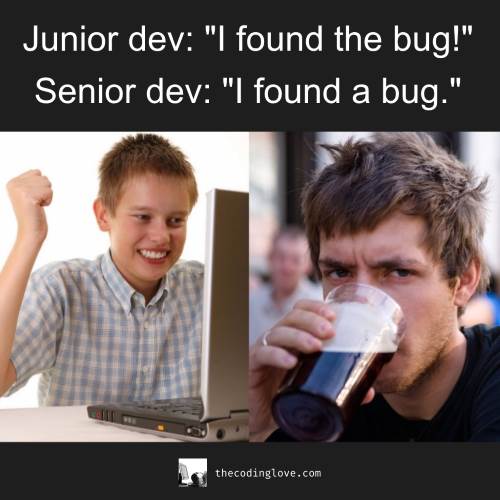 Junior dev: "I found the bug!"
Senior dev: "I found a bug."
thecodinglove.com